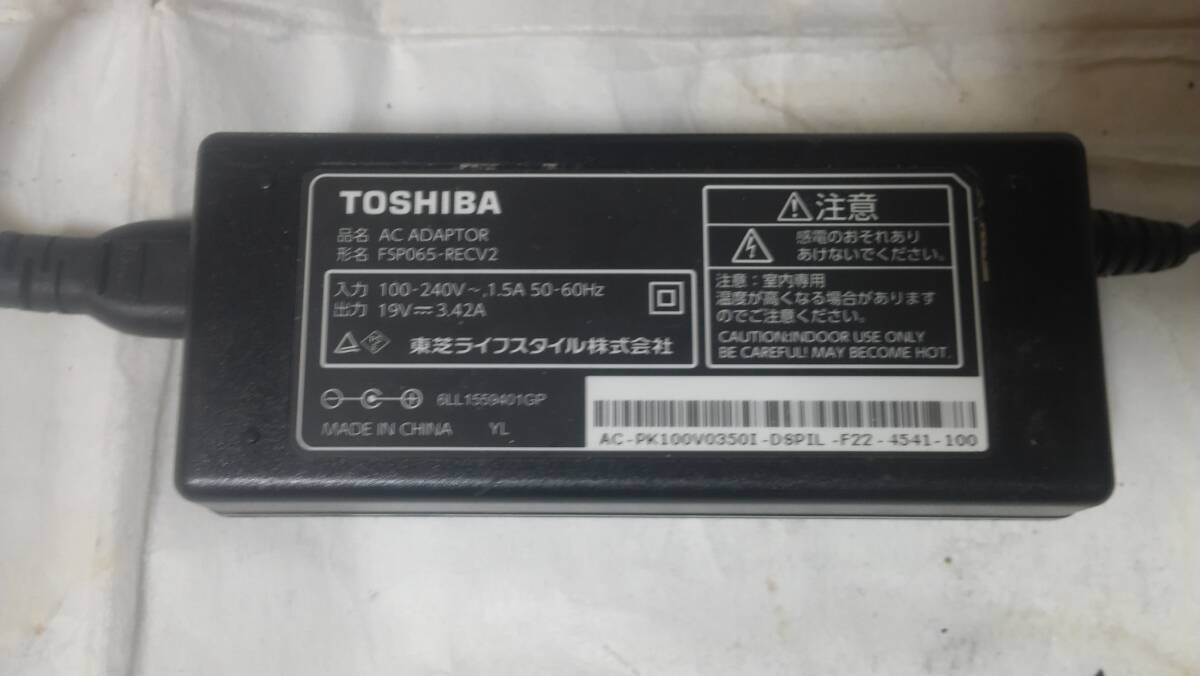 TOSHIBA
品名 AC ADAPTOR
形名 FSP065-RECV2
入力 100-240V～,1.5A 50-60Hz
出力 19V⎓3.42A
東芝ライフスタイル株式会社
6LL1559401GP
MADE IN CHINA YL
⚠注意
感電のおそれあり
あけないでください。
注意：室内専用
温度が高くなる場合があります
のでご注意ください。
CAUTION:INDOOR USE ONLY
BE CAREFUL! MAY BECOME HOT.
AC-PK100V0350I-DSPIL-F22-4541-100